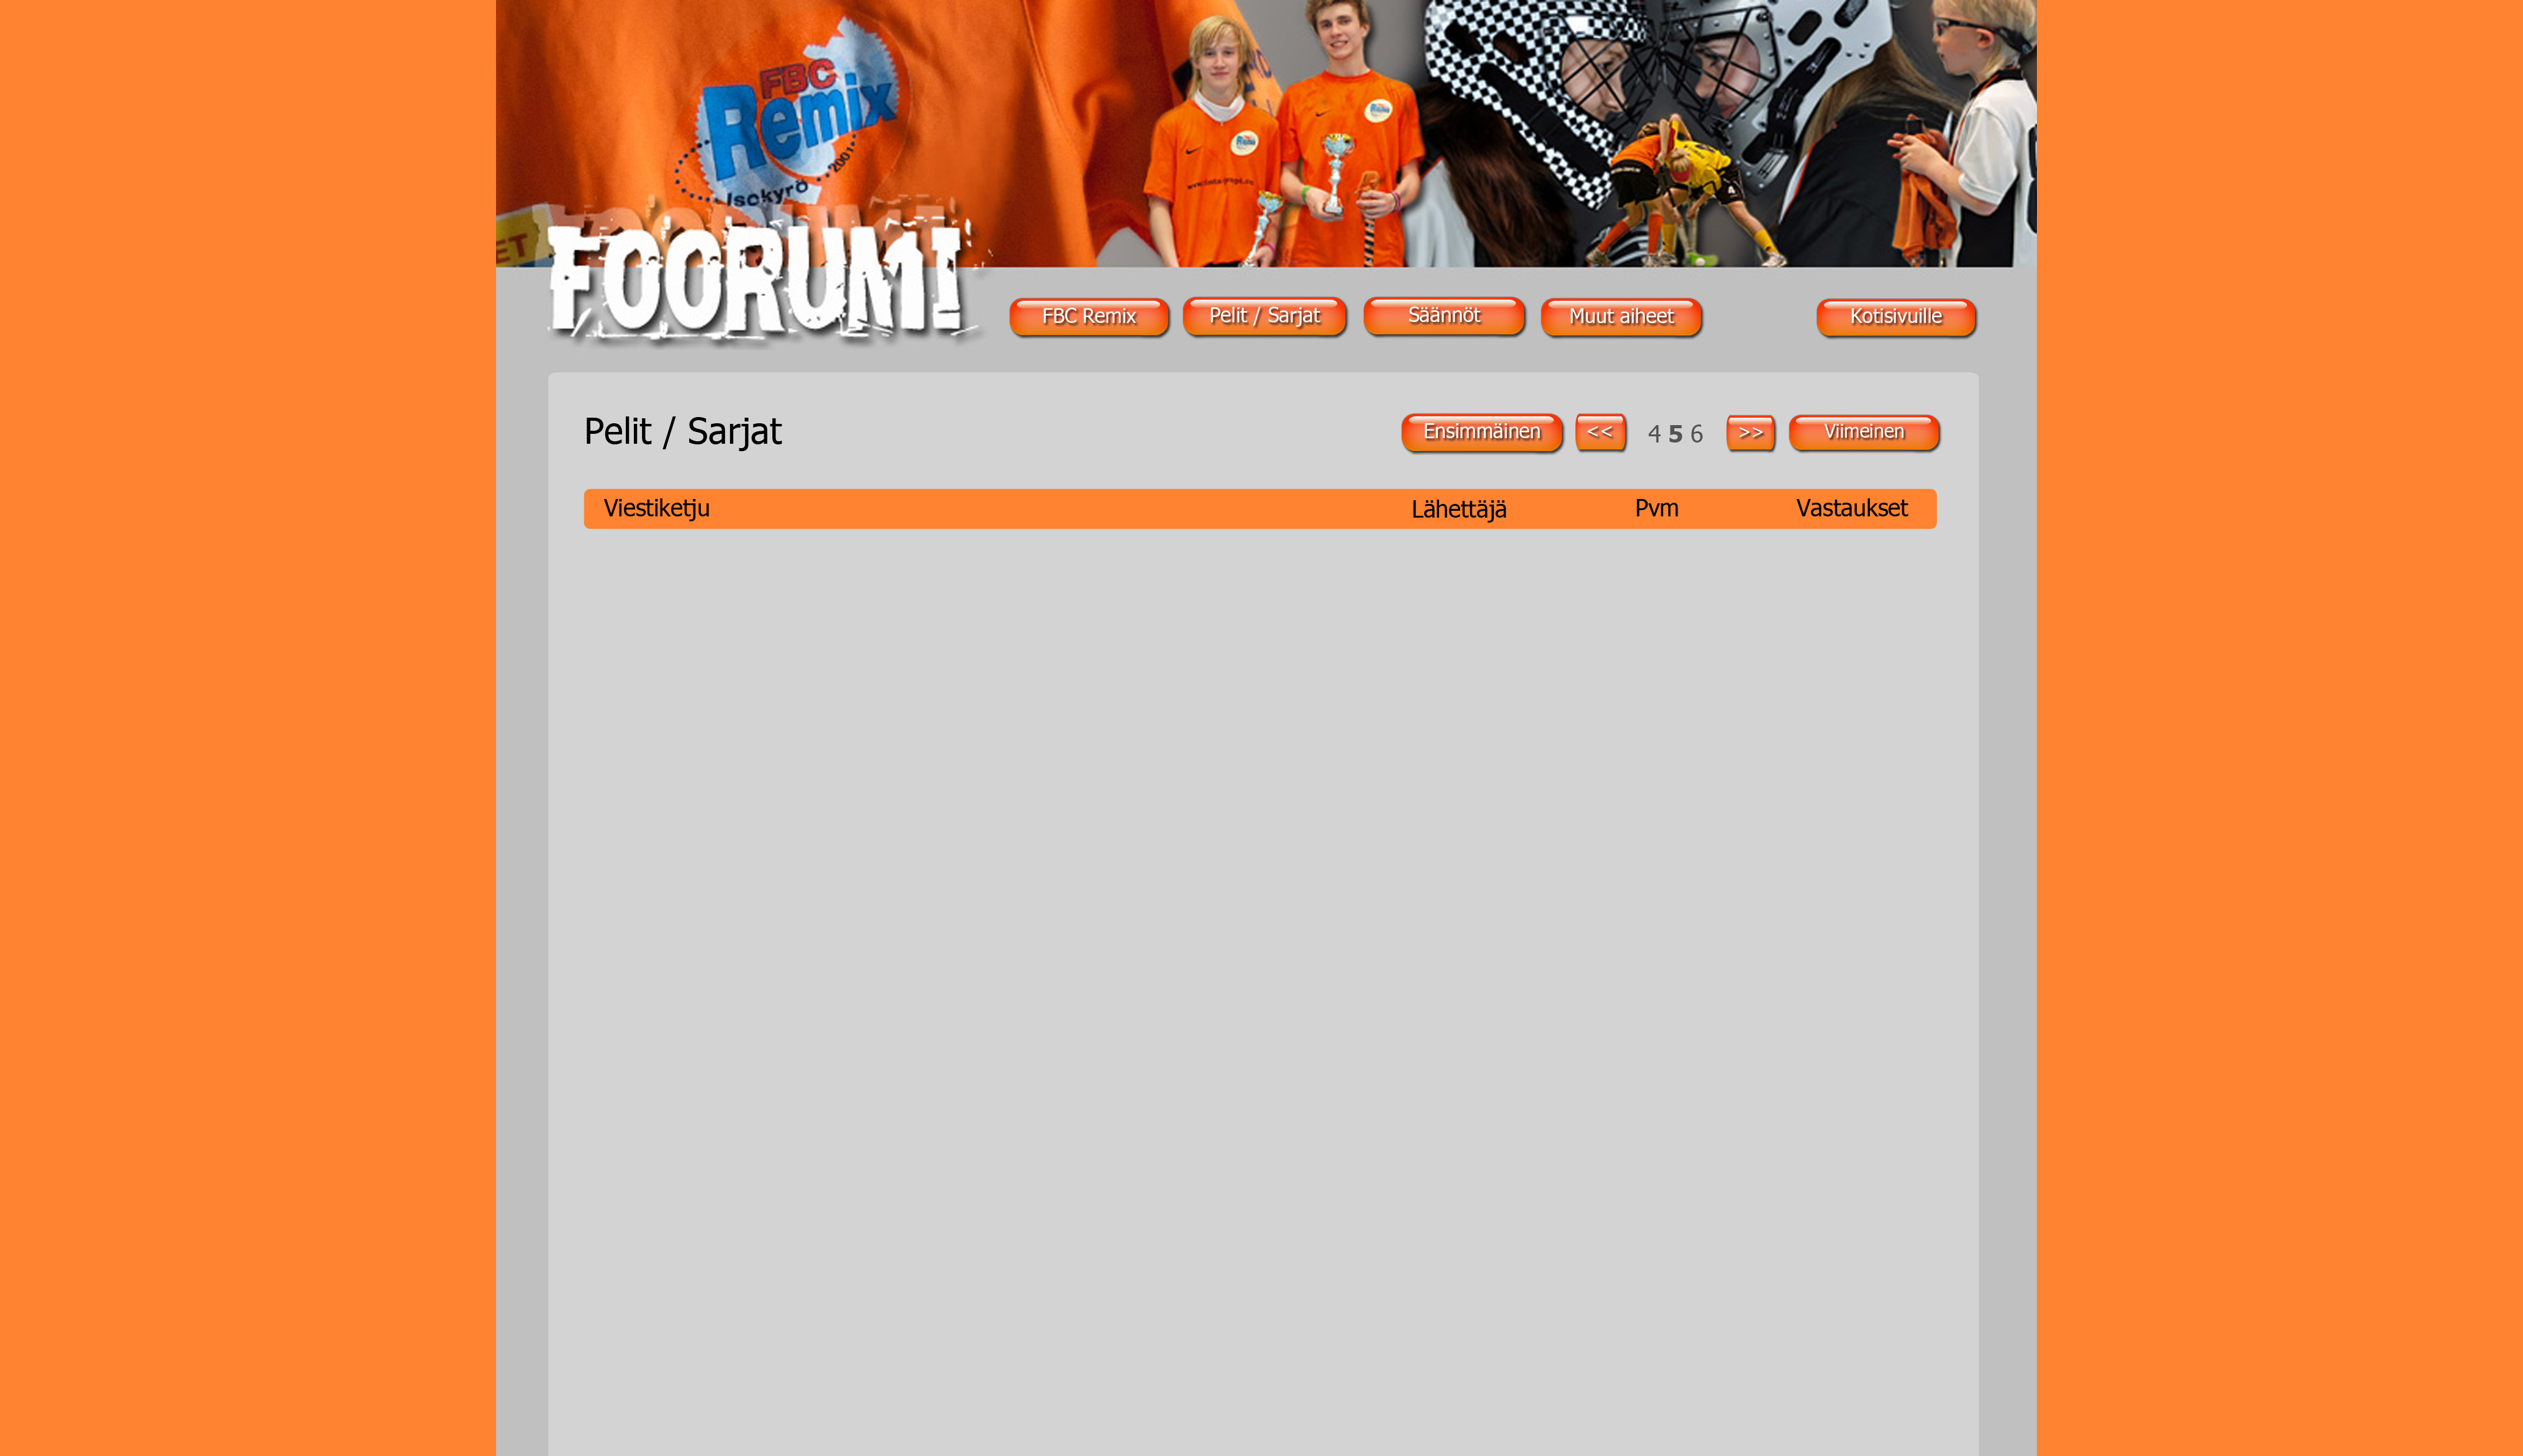 FBC
Remix
Isokyrö ..2001
ET
FOORUMI
FBC Remix
Pelit / Sarjat
Säännöt
Muut aiheet
Kotisivuille
Pelit / Sarjat
Ensimmäinen << 4 5 6 >> Viimeinen
Viestiketju Lähettäjä Pvm Vastaukset